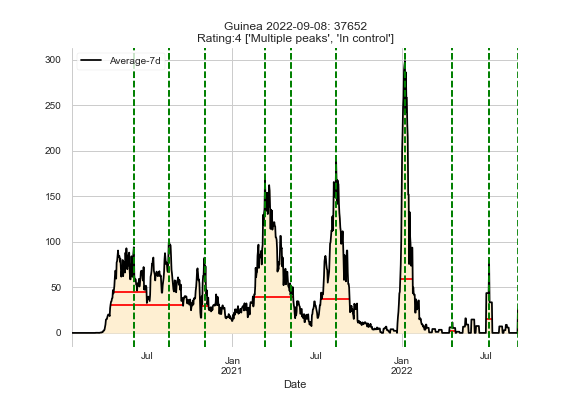 Guinea 2022-09-08: 37652
Rating:4 ['Multiple peaks', 'In control']
Average-7d
300
250
200
150
100
50
0
Jul
Jan
2021
Jul
Jan
2022
Jul
Date